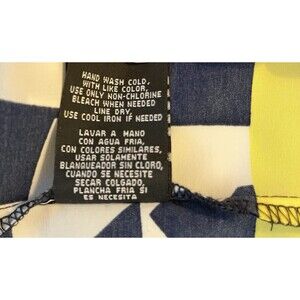 HAND WASH COLD,
WITH LIKE COLOR,
USE ONLY NON-CHLORINE
BLEACH WHEN NEEDED
LINE DRY,
USE COOL IRON IF NEEDED
LAVAR A MANO
CON AGUA FRIA,
CON COLORES SIMILARES,
USAR SOLAMENTE
BLANQUEADOR SIN CLORO,
CUANDO SE NECESITE
SECAR COLGADO,
PLANCHA FRIA SI
ES NECESITA